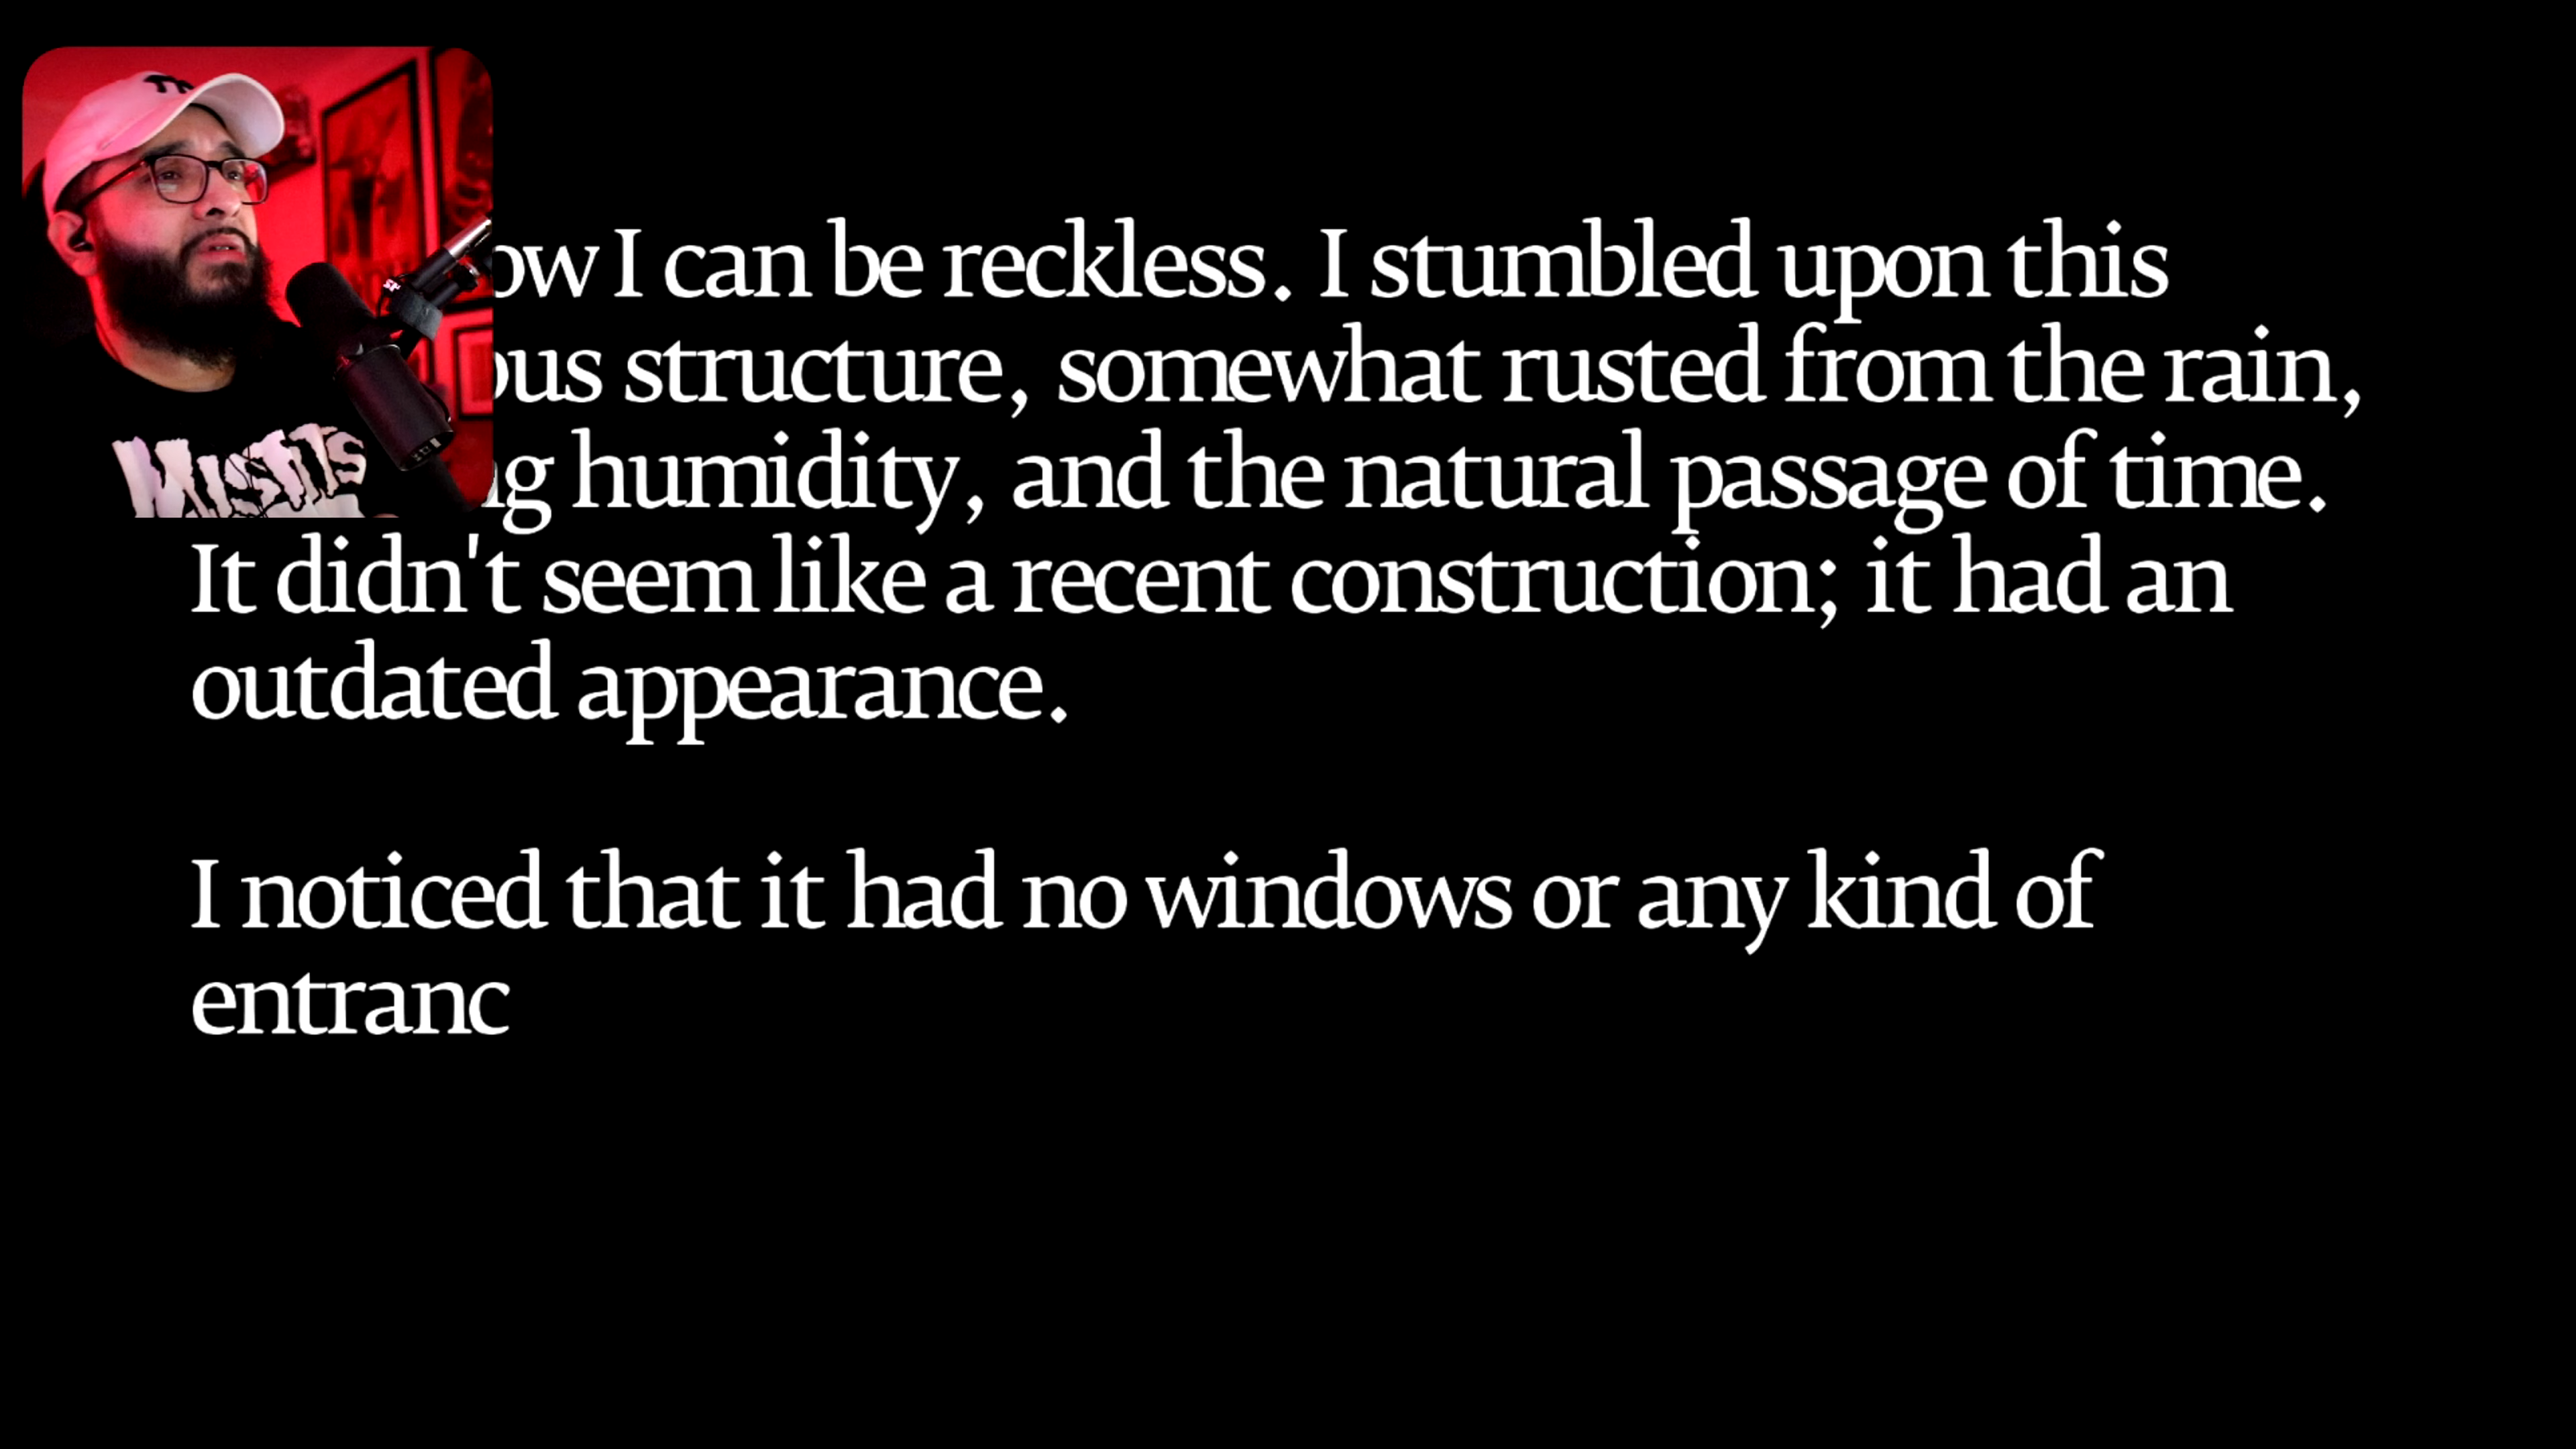 I can be reckless. I stumbled upon this
structure, somewhat rusted from the rain,
humidity, and the natural passage of time.
It didn't seem like a recent construction; it had an
outdated appearance.
I noticed that it had no windows or any kind of
entranc
Misfits